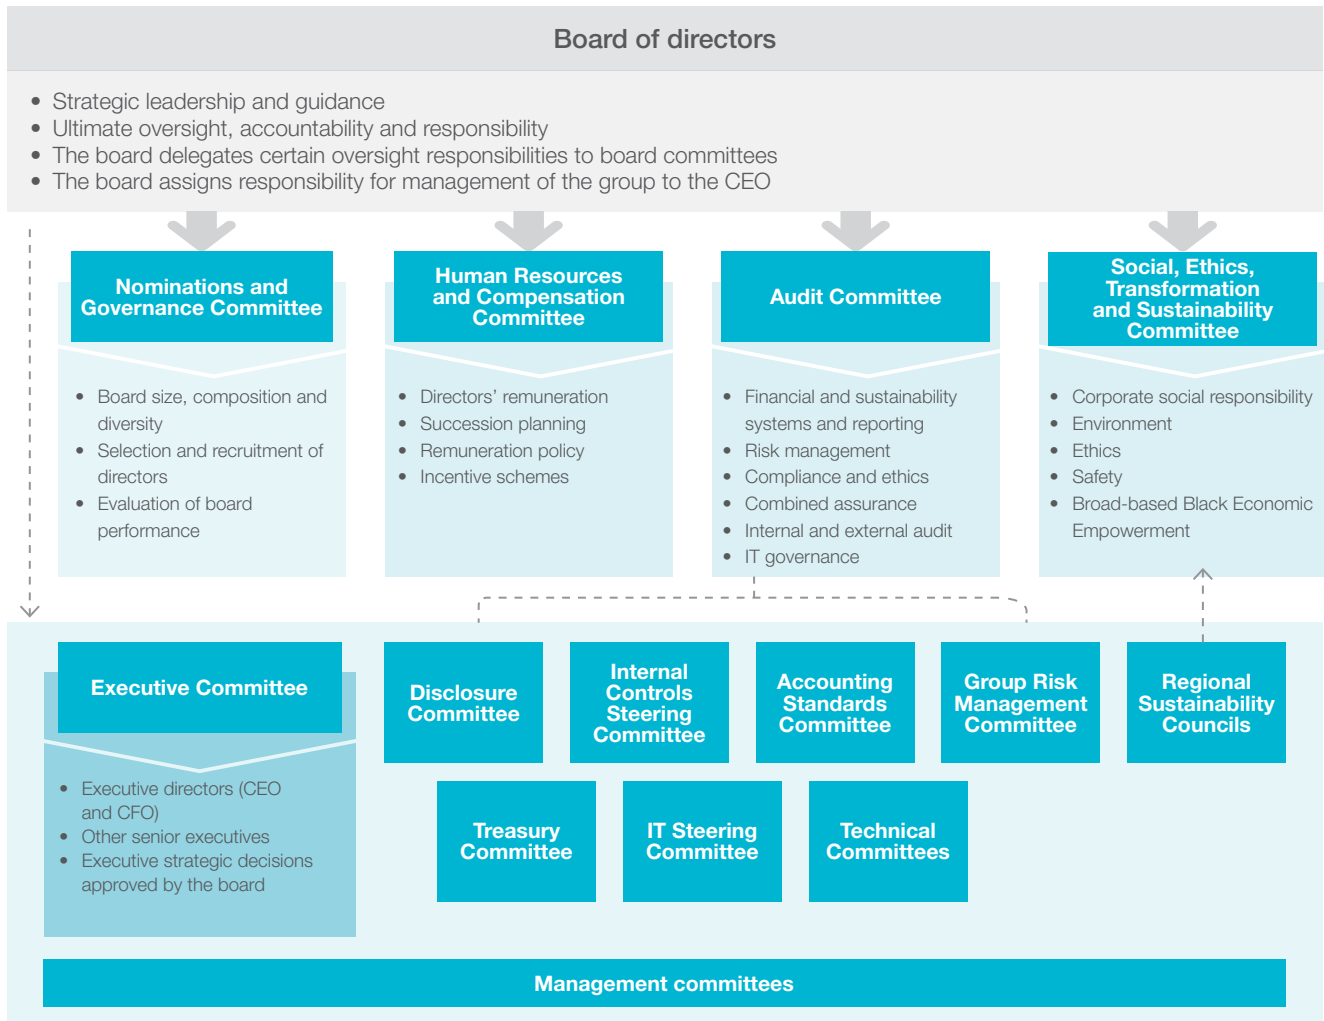 Board of directors
• Strategic leadership and guidance
• Ultimate oversight, accountability and responsibility
• The board delegates certain oversight responsibilities to board committees
• The board assigns responsibility for management of the group to the CEO
Nominations and
Governance Committee
• Board size, composition and
diversity
• Selection and recruitment of
directors
• Evaluation of board
performance
Human Resources
and Compensation
Committee
• Directors’ remuneration
• Succession planning
• Remuneration policy
• Incentive schemes
Audit Committee
• Financial and sustainability
systems and reporting
• Risk management
• Compliance and ethics
• Combined assurance
• Internal and external audit
• IT governance
Social, Ethics,
Transformation
and Sustainability
Committee
• Corporate social responsibility
• Environment
• Ethics
• Safety
• Broad-based Black Economic
Empowerment
Executive Committee
• Executive directors (CEO
and CFO)
• Other senior executives
• Executive strategic decisions
approved by the board
Disclosure
Committee
Internal
Controls
Steering
Committee
Accounting
Standards
Committee
Group Risk
Management
Committee
Regional
Sustainability
Councils
Treasury
Committee
IT Steering
Committee
Technical
Committees
Management committees